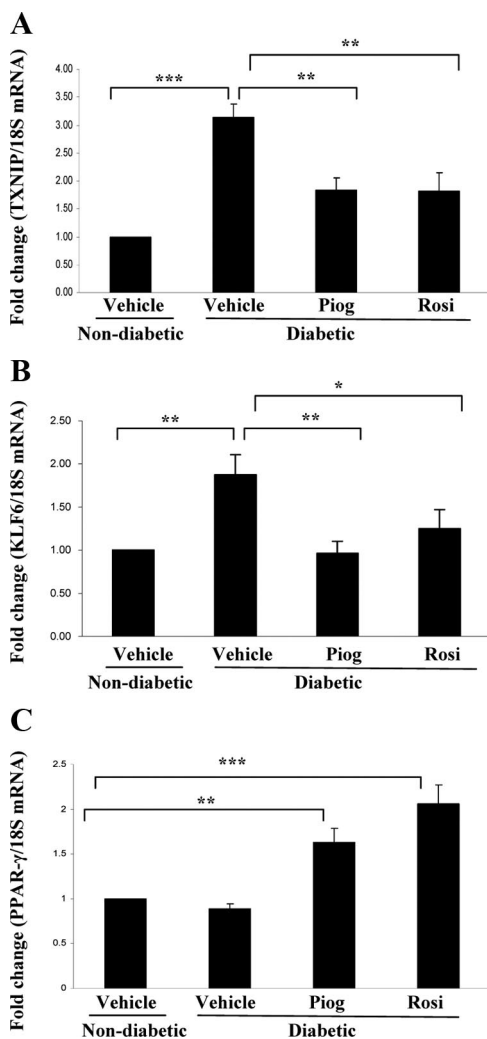 A
Fold change (TXNIP/18S mRNA)
4.00
3.50
3.00
2.50
2.00
1.50
1.00
0.50
0.00
***
**
**
Vehicle Vehicle Piog Rosi
Non-diabetic Diabetic
B
Fold change (KLF6/18S mRNA)
2.50
2.00
1.50
1.00
0.50
0.00
**
**
*
Vehicle Vehicle Piog Rosi
Non-diabetic Diabetic
C
Fold change (PPAR-γ/18S mRNA)
2.5
2
1.5
1
0.5
0
***
**
Vehicle Vehicle Piog Rosi
Non-diabetic Diabetic